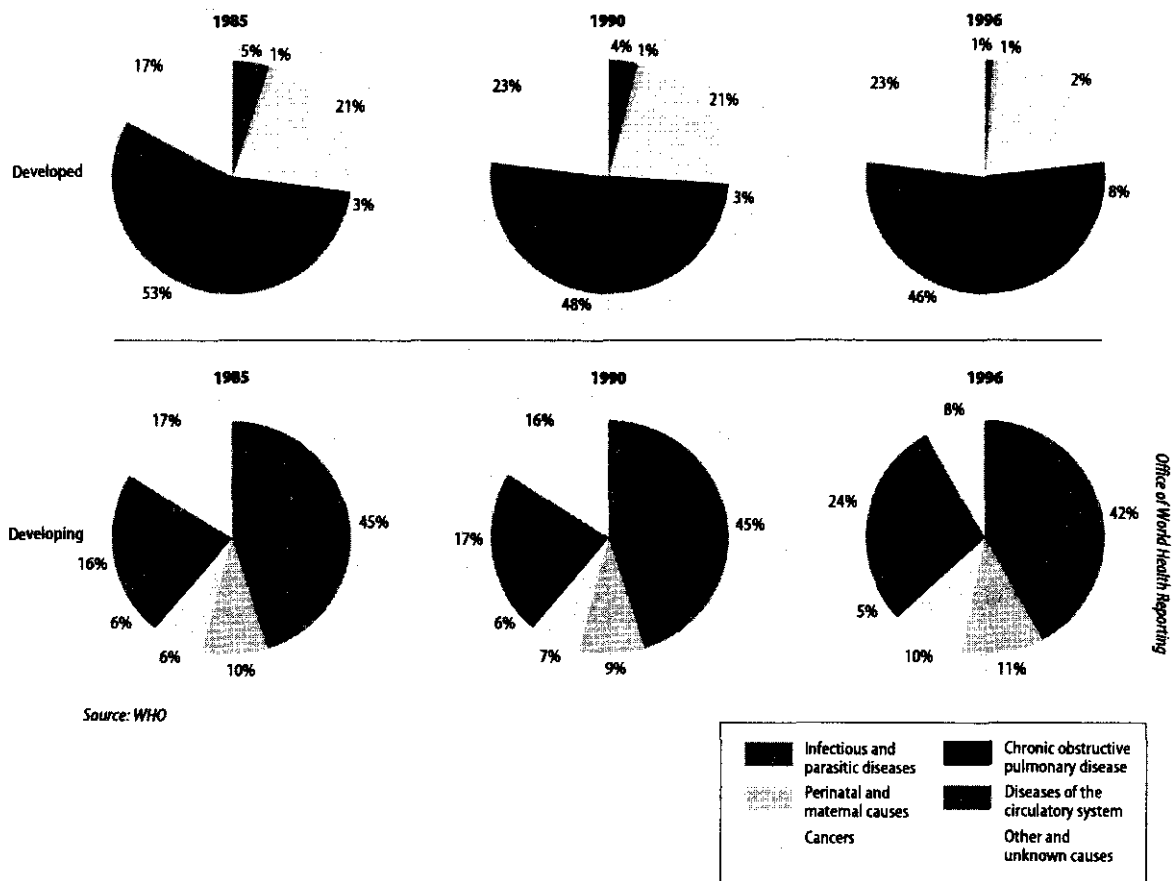 1985
1990
1996
5%
1%
17%
21%
3%
53%
4%
1%
23%
21%
3%
48%
1%
1%
23%
2%
8%
46%
Developed
1985
1990
1996
17%
45%
16%
6%
6%
10%
16%
45%
17%
6%
7%
9%
8%
24%
42%
5%
10%
11%
Developing
Office of World Health Reporting
Source: WHO
Infectious and
parasitic diseases
Chronic obstructive
pulmonary disease
Perinatal and
maternal causes
Diseases of the
circulatory system
Cancers
Other and
unknown causes